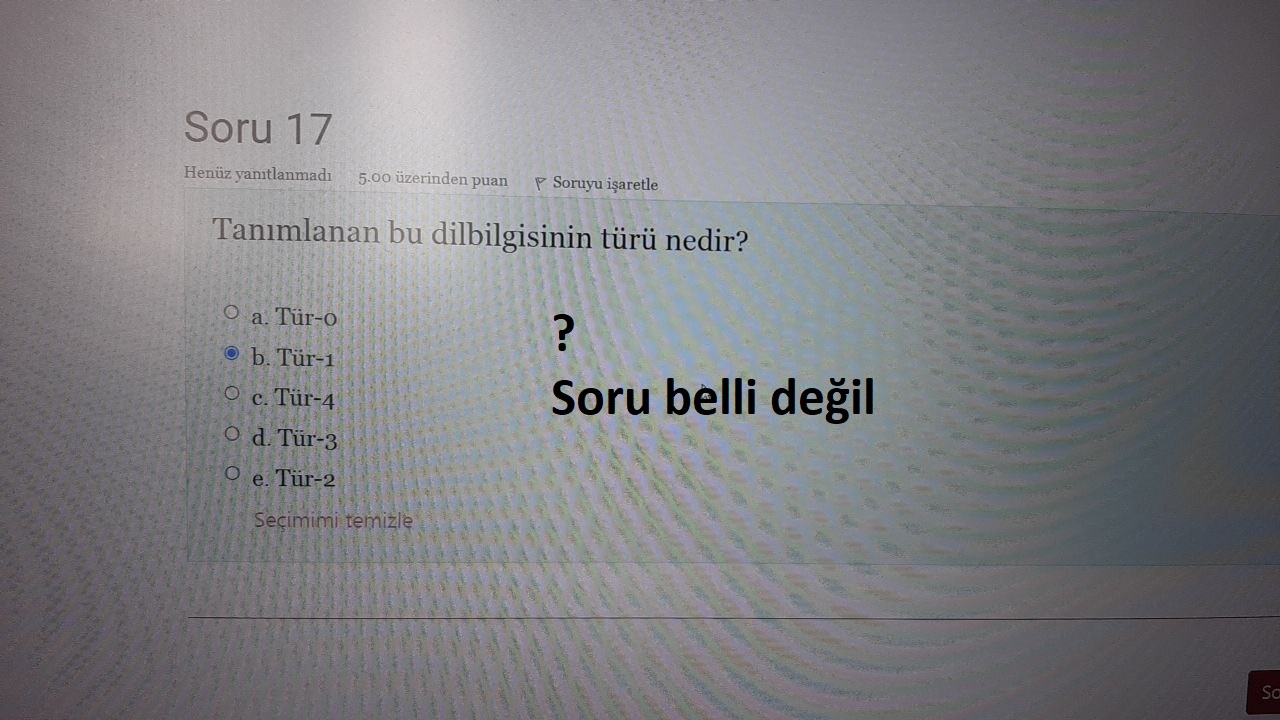 Soru 17
Henüz yanıtlanmadı 5.00 üzerinden puan Soruyu işaretle
Tanımlanan bu dilbilgisinin türü nedir?
a. Tür-0
b. Tür-1
c. Tür-4
d. Tür-3
e. Tür-2
Seçimimi temizle
?
Soru belli değil